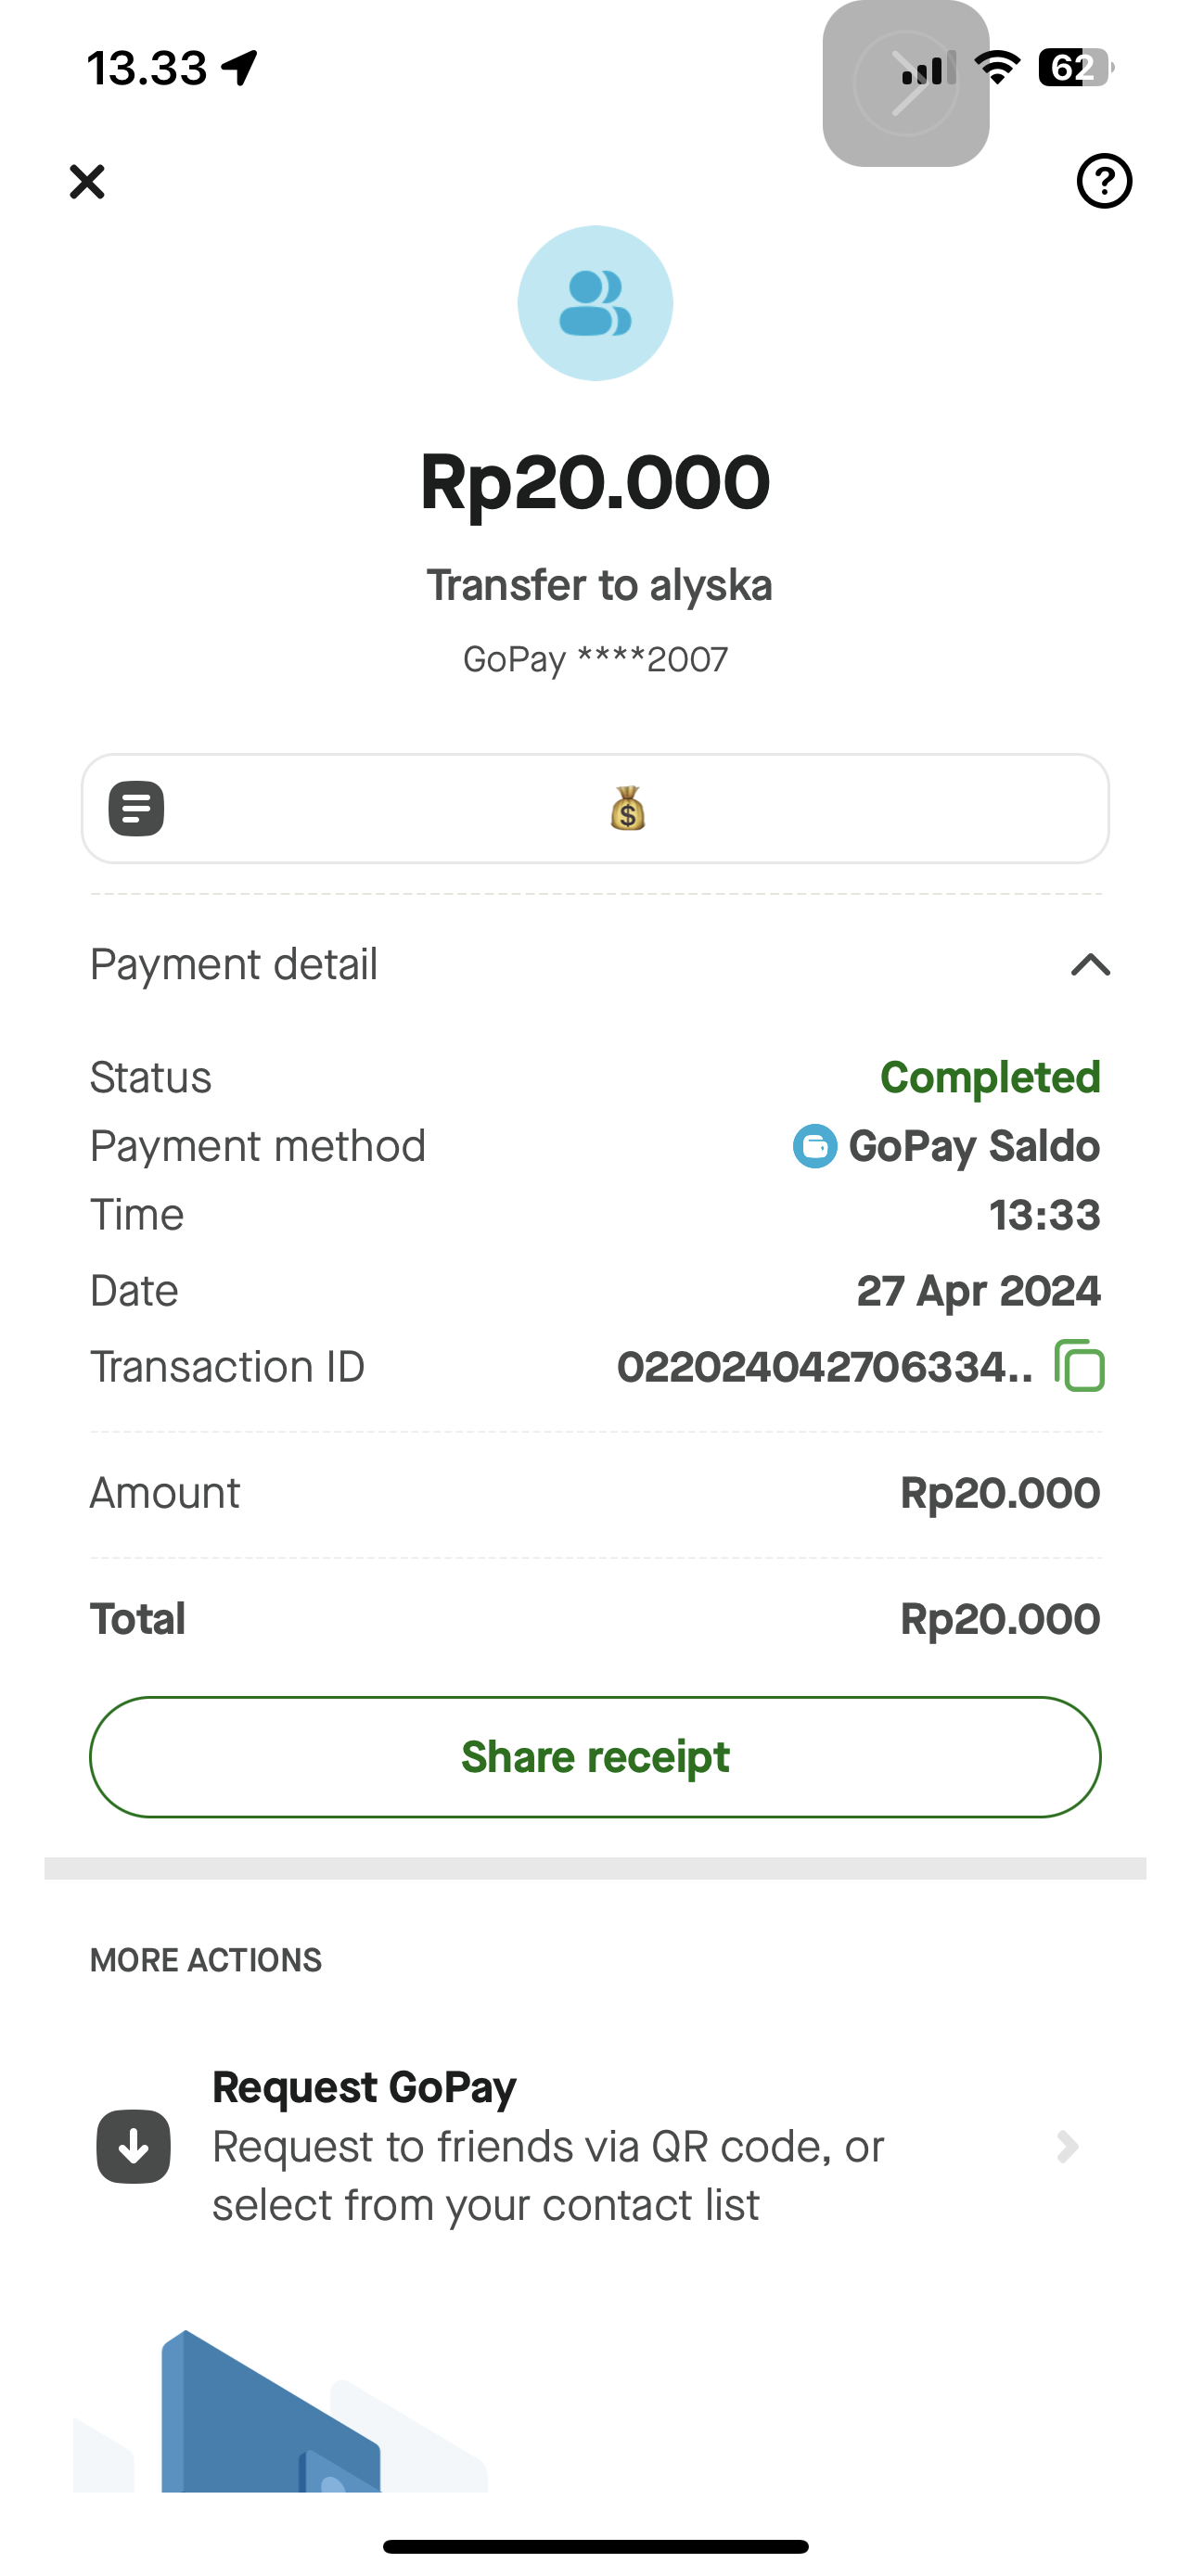 13.33
62
Rp20.000
Transfer to alyska
GoPay ****2007
Payment detail
Status Completed
Payment method GoPay Saldo
Time 13:33
Date 27 Apr 2024
Transaction ID 022024042706334..
Amount Rp20.000
Total Rp20.000
Share receipt
MORE ACTIONS
Request GoPay
Request to friends via QR code, or
select from your contact list